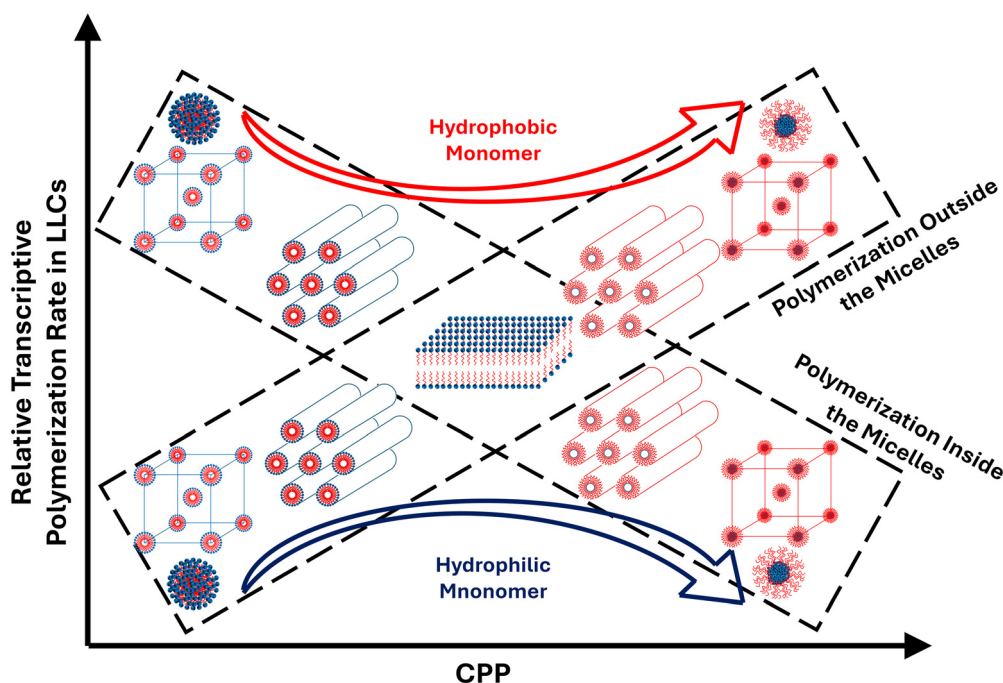 Relative Transcriptive
Polymerization Rate in LLCs
Hydrophobic
Monomer
Polymerization Outside
the Micelles
Polymerization Inside
the Micelles
Hydrophilic
Mnonomer
CPP